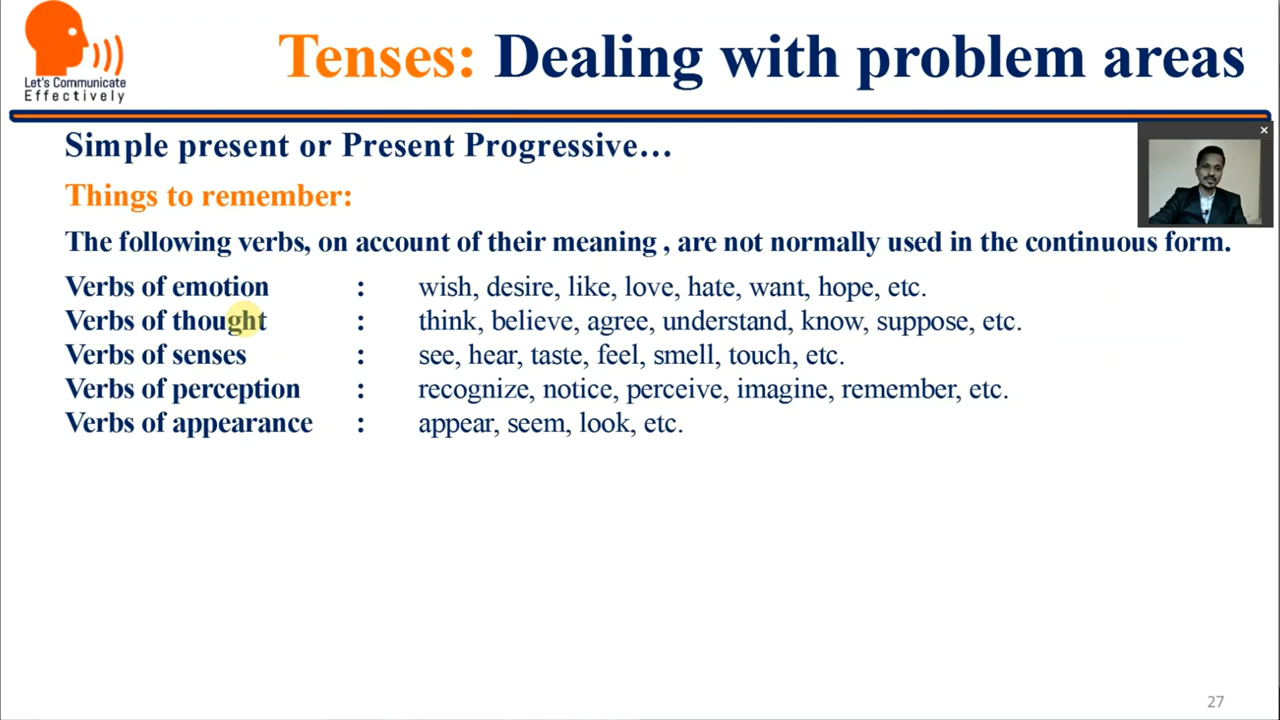 Let's Communicate
Effectively
Tenses: Dealing with problem areas
Simple present or Present Progressive…
Things to remember:
The following verbs, on account of their meaning , are not normally used in the continuous form.
Verbs of emotion : wish, desire, like, love, hate, want, hope, etc.
Verbs of thought : think, believe, agree, understand, know, suppose, etc.
Verbs of senses : see, hear, taste, feel, smell, touch, etc.
Verbs of perception : recognize, notice, perceive, imagine, remember, etc.
Verbs of appearance : appear, seem, look, etc.
27